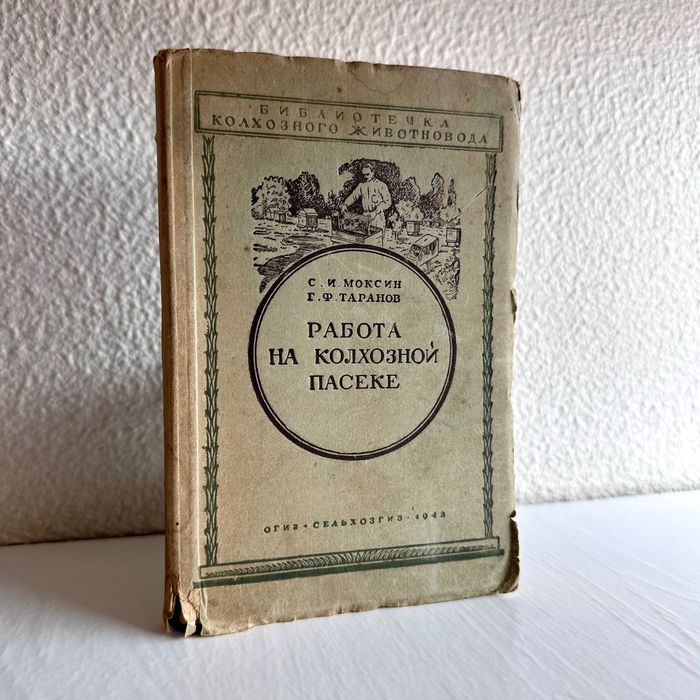 БИБЛИОТЕЧКА
КОЛХОЗНОГО ЖИВОТНОВОДА
С. И. МОКСИН
Г. Ф. ТАРАНОВ
РАБОТА
НА КОЛХОЗНОЙ
ПАСЕКЕ
ОГИЗ • СЕЛЬХОЗГИЗ •